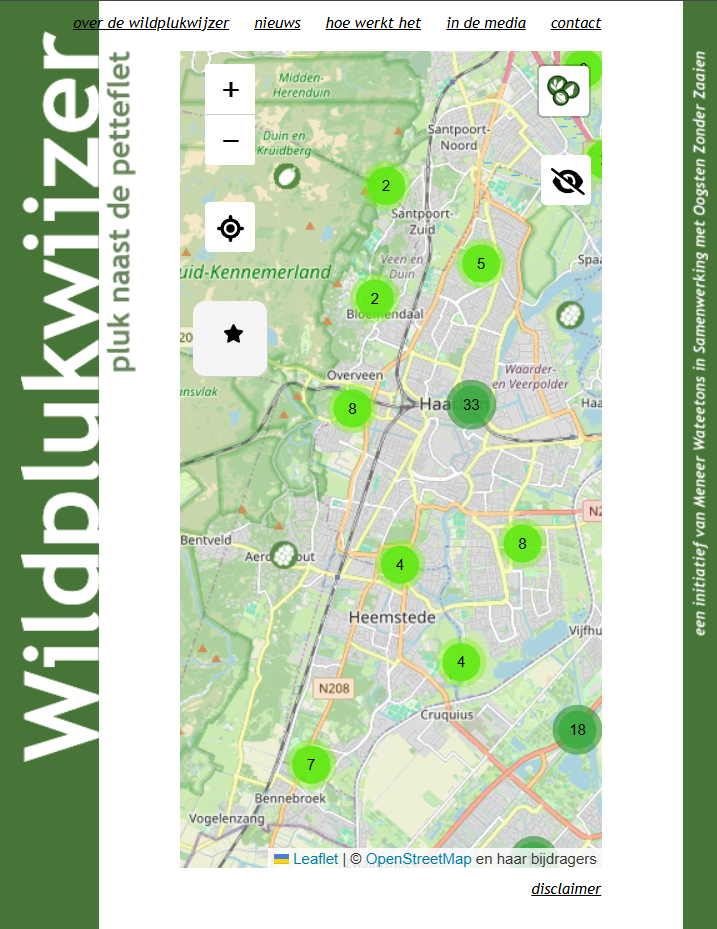 over de wildplukwijzer nieuws hoe werkt het in de media contact
Wildplukwijzer
pluk naast de petteflet
een initiatief van Meneer Wateetons in Samenwerking met Oogsten Zonder Zaaien
+
−
Midden-
Herenduin
Santpoort-
Noord
Duin en
Kruidberg
2
Santpoort-
Zuid
Veen en
Duin
5
Spaa
uid-Kennemerland
2
Bloemendaal
Waarder-
en Veerpolder
Overveen
ansvlak
8
Haa
33
Haa
N2
Bentveld
Aerdenhout
8
4
Heemstede
Vijfhu
4
N208
Cruquius
18
7
Bennebroek
Vogelenzang
Leaflet | © OpenStreetMap en haar bijdragers
disclaimer